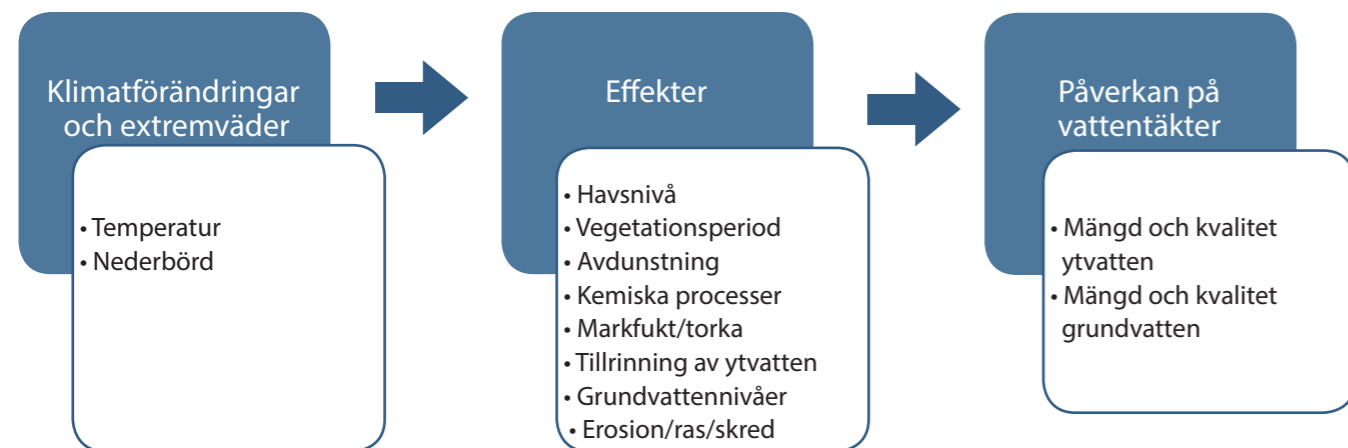 Klimatförändringar
och extremväder
• Temperatur
• Nederbörd
Effekter
• Havsnivå
• Vegetationsperiod
• Avdunstning
• Kemiska processer
• Markfukt/torka
• Tillrinning av ytvatten
• Grundvattennivåer
• Erosion/ras/skred
Påverkan på
vattentäkter
• Mängd och kvalitet
ytvatten
• Mängd och kvalitet
grundvatten